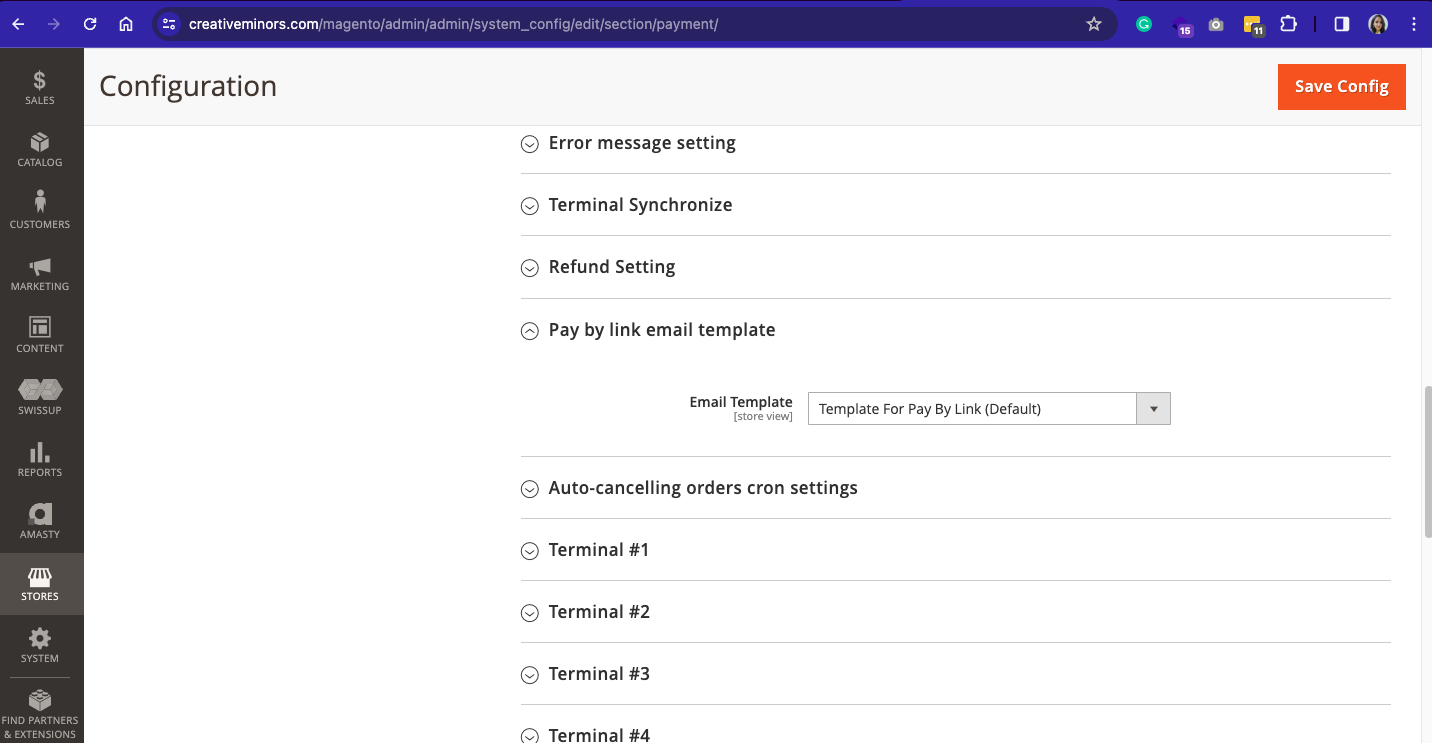 creativeminors.com/magento/admin/admin/system_config/edit/section/payment/
15
11
SALES
CATALOG
CUSTOMERS
MARKETING
CONTENT
SWISSUP
REPORTS
AMASTY
STORES
SYSTEM
FIND PARTNERS
& EXTENSIONS
Configuration
Save Config
Error message setting
Terminal Synchronize
Refund Setting
Pay by link email template
Email Template
[store view]
Template For Pay By Link (Default)
Auto-cancelling orders cron settings
Terminal #1
Terminal #2
Terminal #3
Terminal #4